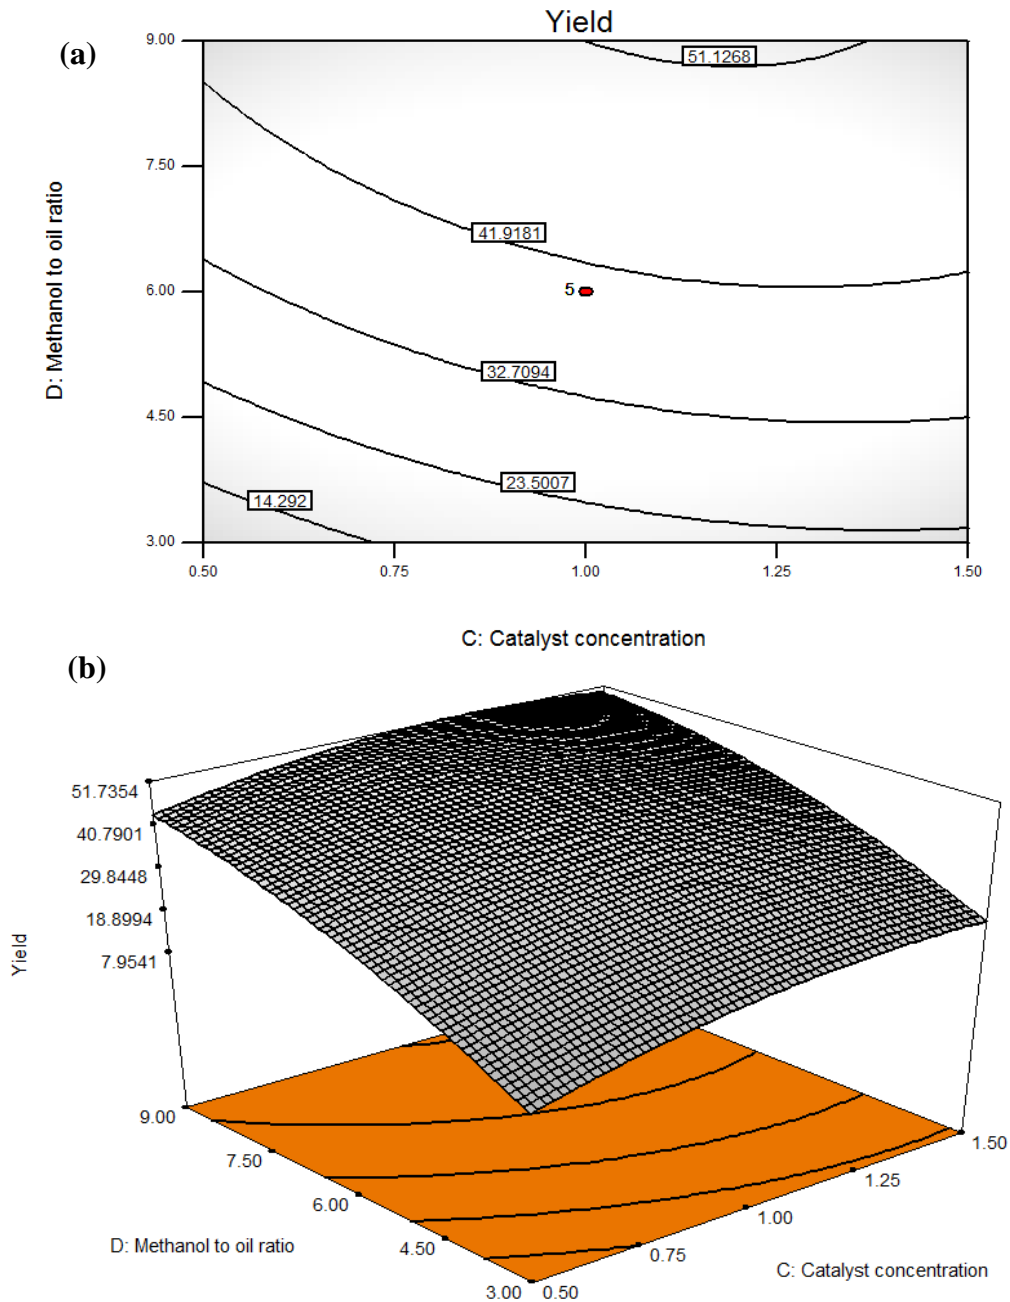 Yield
(a)
9.00
51.1268
7.50
D: Methanol to oil ratio
41.9181
6.00
5
32.7094
4.50
23.5007
14.292
3.00
0.50 0.75 1.00 1.25 1.50
C: Catalyst concentration
(b)
51.7354
40.7901
29.8448
18.8994
7.9541
Yield
9.00
7.50
6.00
4.50
3.00
D: Methanol to oil ratio
1.50
1.25
1.00
0.75
0.50
C: Catalyst concentration